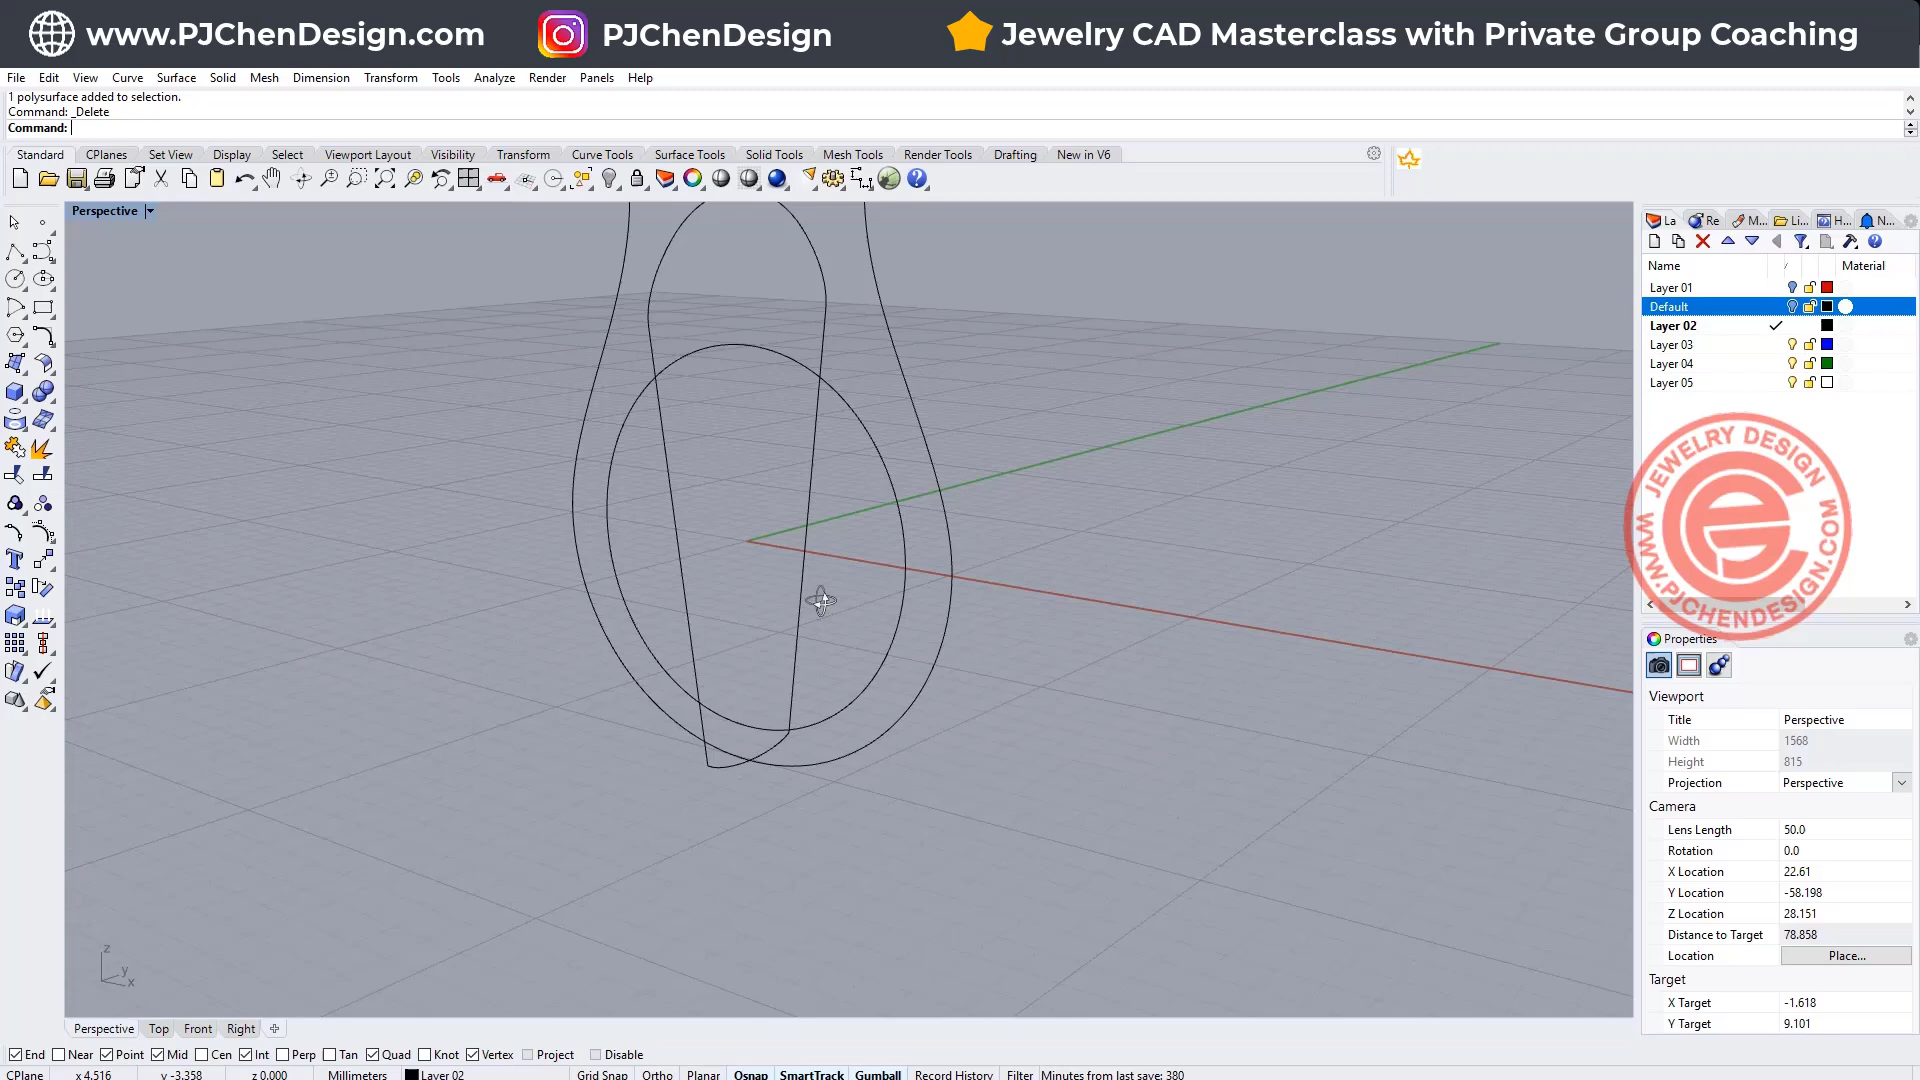 www.PJChenDesign.com PJChenDesign Jewelry CAD Masterclass with Private Group Coaching
File Edit View Curve Surface Solid Mesh Dimension Transform Tools Analyze Render Panels Help
1 polysurface added to selection.
Command: _Delete
Command:
Standard CPlanes Set View Display Select Viewport Layout Visibility Transform Curve Tools Surface Tools Solid Tools Mesh Tools Render Tools Drafting New in V6
Perspective
La Re M... Li... H... N...
Name Material
Layer 01
Default
Layer 02
Layer 03
Layer 04
Layer 05
JEWELRY DESIGN
WWW.PJCHENDESIGN.COM
Properties
Viewport
Title Perspective
Width 1568
Height 815
Projection Perspective
Camera
Lens Length 50.0
Rotation 0.0
X Location 22.61
Y Location -58.198
Z Location 28.151
Distance to Target 78.858
Location Place...
Target
X Target -1.618
Y Target 9.101
z
y
x
Perspective Top Front Right
End Near Point Mid Cen Int Perp Tan Quad Knot Vertex Project Disable
CPlane x 4.516 y -3.358 z 0.000 Millimeters Layer 02 Grid Snap Ortho Planar Osnap SmartTrack Gumball Record History Filter Minutes from last save: 380